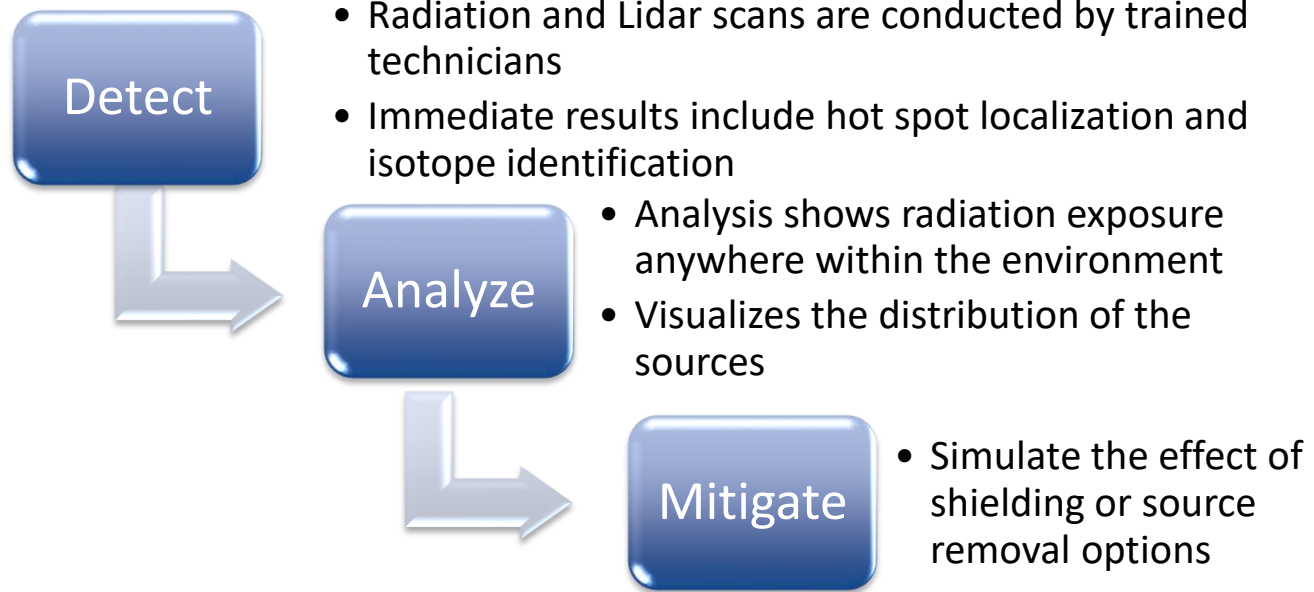 Detect
• Radiation and Lidar scans are conducted by trained
technicians
• Immediate results include hot spot localization and
isotope identification
Analyze
• Analysis shows radiation exposure
anywhere within the environment
• Visualizes the distribution of the
sources
Mitigate
• Simulate the effect of
shielding or source
removal options